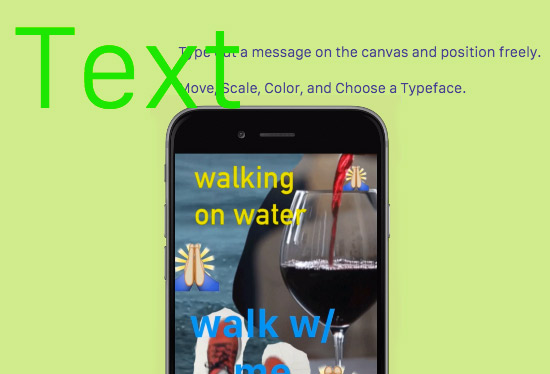 Text
Type out a message on the canvas and position freely.
Move, Scale, Color, and Choose a Typeface.
walking
on water
walk w/
me